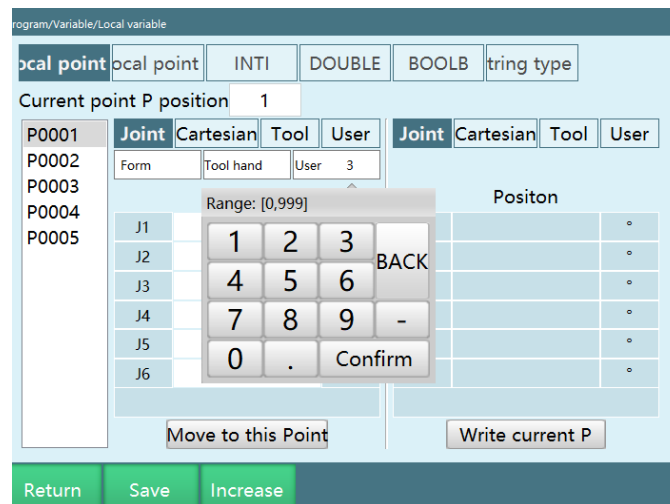 rogram/Variable/Local variable
ocal point ocal point INTI DOUBLE BOOLB tring type
Current point P position 1
P0001
P0002
P0003
P0004
P0005
Joint Cartesian Tool User
Form Tool hand User 3
Range: [0,999]
1 2 3 BACK
4 5 6
7 8 9 -
0 . Confirm
J1
J2
J3
J4
J5
J6
Move to this Point
Joint Cartesian Tool User
Positon
°
°
°
°
°
°
Write current P
Return Save Increase